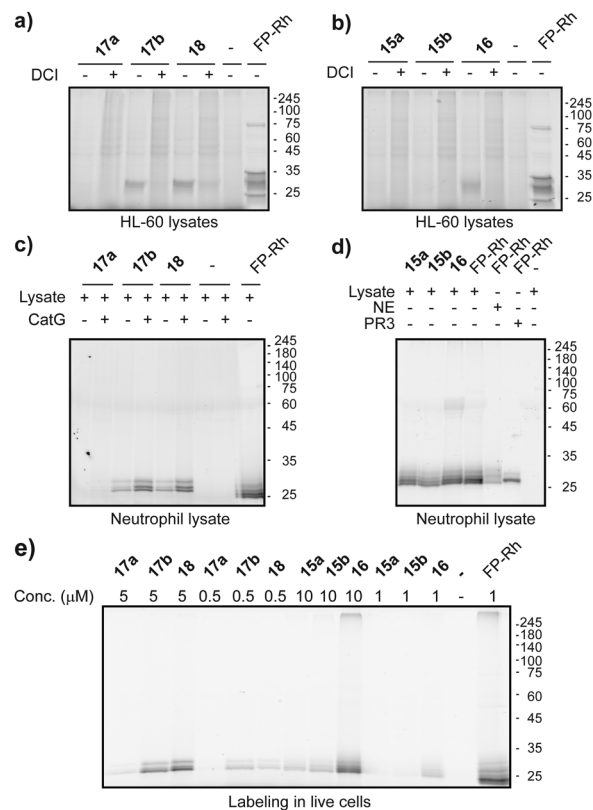 a)
17a 17b 18 - FP-Rh
DCI - + - + - + - -
-245
-100
- 75
- 60
- 45
- 35
- 25
HL-60 lysates
b)
15a 15b 16 - FP-Rh
DCI - + - + - + - -
-245
-100
- 75
- 60
- 45
- 35
- 25
HL-60 lysates
c)
17a 17b 18 - FP-Rh
Lysate + + + + + + + + +
CatG - + - + - + - + -
- 245
- 180
- 140
- 100
- 75
- 60
- 45
- 35
- 25
Neutrophil lysate
d)
15a 15b 16 FP-Rh FP-Rh FP-Rh -
Lysate + + + + - - +
NE - - - - + - -
PR3 - - - - - + -
- 245
- 180
- 140
- 100
- 75
- 60
- 45
- 35
- 25
Neutrophil lysate
e)
17a 17b 18 17a 17b 18 15a 15b 16 15a 15b 16 - FP-Rh
Conc. (μM) 5 5 5 0.5 0.5 0.5 10 10 10 1 1 1 - 1
- 245
- 180
- 140
- 100
- 75
- 60
- 45
- 35
- 25
Labeling in live cells